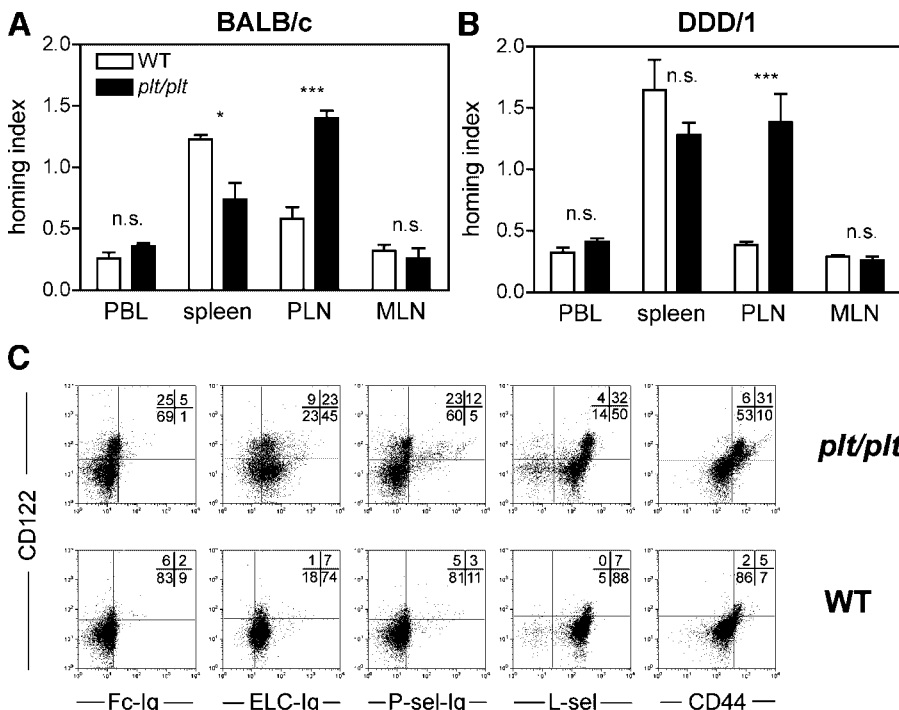 A BALB/c
homing index
2.0
1.5
1.0
0.5
0.0
WT
plt/plt
n.s.
*
***
n.s.
PBL spleen PLN MLN
B DDD/1
homing index
2.0
1.5
1.0
0.5
0.0
n.s.
n.s.
***
n.s.
PBL spleen PLN MLN
C
CD122
25 5
69 1
9 23
23 45
23 12
60 5
4 32
14 50
6 31
53 10
plt/plt
6 2
83 9
1 7
18 74
5 3
81 11
0 7
5 88
2 5
86 7
WT
Fc-Ig ELC-Ig P-sel-Ig L-sel CD44